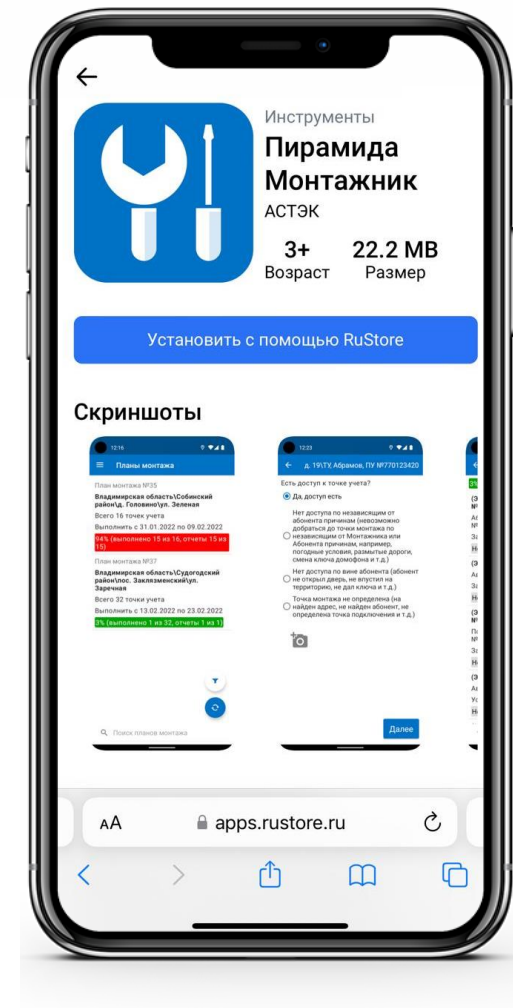 Инструменты
Пирамида
Монтажник
АСТЭК
3+
Возраст
22.2 MB
Размер
Установить с помощью RuStore
Скриншоты
12:15
Планы монтажа
План монтажа №35
Владимирская область\Собинский
район\д. Головино\ул. Зеленая
Всего 16 точек учета
Выполнить с 31.01.2022 по 09.02.2022
94% (выполнено 15 из 16, отчеты 15 из
15)
План монтажа №37
Владимирская область\Судогодский
район\пос. Заклязменский\ул.
Заречная
Всего 32 точки учета
Выполнить с 13.02.2022 по 23.02.2022
3% (выполнено 1 из 32, отчеты 1 из 1)
Поиск планов монтажа
12:23
д. 19\ТУ, Абрамов, ПУ №770123420
Есть доступ к точке учета?
Да, доступ есть
Нет доступа по независящим от
абонента причинам (невозможно
добраться до точки монтажа по
независящим от Монтажника или
Абонента причинам, например,
погодные условия, размытые дороги,
смена ключа домофона и т.д.)
Нет доступа по вине абонента (абонент
не открыл дверь, не впустил на
территорию, не дал ключа и т.д.)
Точка монтажа не определена (на
найден адрес, не найден абонент, не
определена точка подключения и т.д.)
Далее
3%
АА
apps.rustore.ru